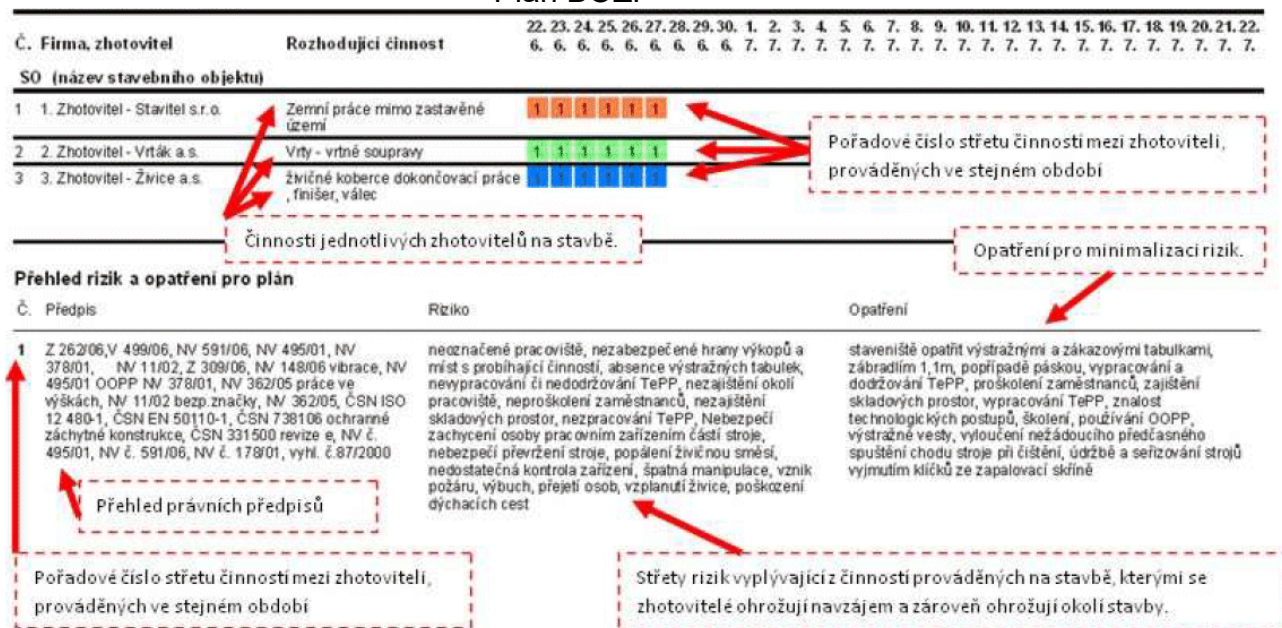 Plán BOZP
22. 23. 24. 25. 26. 27. 28. 29. 30. 1. 2. 3. 4. 5. 6. 7. 8. 9. 10. 11. 12. 13. 14. 15. 16. 17. 18. 19. 20. 21. 22.
Č. Firma, zhotovitel Rozhodující činnost 6. 6. 6. 6. 6. 6. 6. 6. 6. 7. 7. 7. 7. 7. 7. 7. 7. 7. 7. 7. 7. 7. 7. 7. 7. 7. 7. 7. 7. 7. 7.
SO (název stavebního objektu)
1 1. Zhotovitel - Stavitel s.r.o. Zemní práce mimo zastavěné 1 1 1 1 1 1
území
Pořadové číslo střetu činností mezi zhotoviteli,
2 2. Zhotovitel - Vrták a.s. Vrty - vrtné soupravy 1 1 1 1 1 1
prováděných ve stejném období
3 3. Zhotovitel - Živice a.s. živičné koberce dokončovací práce 1 1 1 1 1 1
, finišer, válec
Činnosti jednotlivých zhotovitelů na stavbě.
Opatření pro minimalizaci rizik.
Přehled rizik a opatření pro plán
Č. Předpis Riziko Opatření
1 Z 262/06,V 499/06, NV 591/06, NV 495/01, NV neoznačené pracoviště, nezabezpečené hrany výkopů a staveniště opatřit výstražnými a zákazovými tabulkami,
378/01, NV 11/02, Z 309/06, NV 148/06 vibrace, NV míst s probíhající činností, absence výstražných tabulek, zábradlím 1,1m, popřípadě páskou, vypracování a
495/01 OOPP NV 378/01, NV 362/05 práce ve nevypracování či nedodržování TePP, nezajištění okolí dodržování TePP, proškolení zaměstnanců, zajištění
výškách, NV 11/02 bezp.značky, NV 362/05, ČSN ISO pracoviště, neproškolení zaměstnanců, nezajištění skladových prostor, vypracování TePP, znalost
12 480-1, ČSN EN 50110-1, ČSN 738106 ochranné skladových prostor, nezpracování TePP, Nebezpečí technologických postupů, školení, používání OOPP,
záchytné konstrukce, ČSN 331500 revize e, NV č. zachycení osoby pracovním zařízením částí stroje, výstražné vesty, vyloučení nežádoucího předčasného
495/01, NV č. 591/06, NV č. 178/01, vyhl. č.87/2000 nebezpečí převržení stroje, popálení živičnou směsí, spuštění chodu stroje při čištění, údržbě a seřizování strojů
nedostatečná kontrola zařízení, špatná manipulace, vznik vyjmutím klíčků ze zapalovací skříně
požáru, výbuch, přejetí osob, vzplanutí živice, poškození
dýchacích cest
Přehled právních předpisů
Pořadové číslo střetu činností mezi zhotoviteli,
prováděných ve stejném období
Střety rizik vyplývající z činností prováděných na stavbě, kterými se
zhotovitelé ohrožují navzájem a zároveň ohrožují okolí stavby.